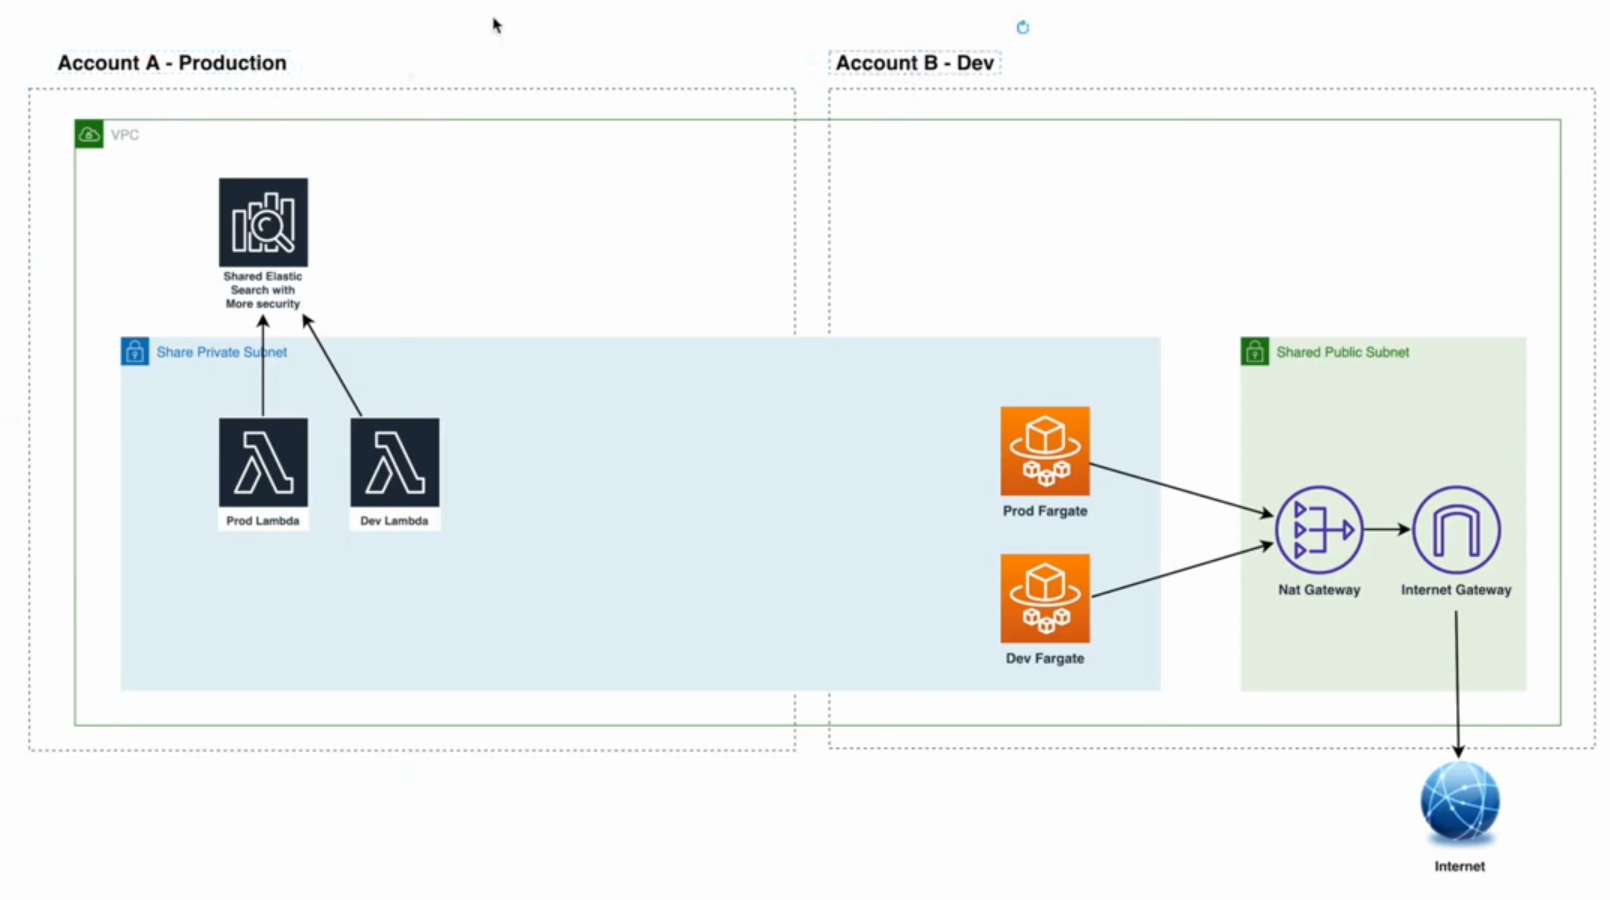 Account A - Production
Account B - Dev
VPC
Shared Elastic
Search with
More security
Share Private Subnet
Shared Public Subnet
Prod Lambda
Dev Lambda
Prod Fargate
Nat Gateway
Internet Gateway
Dev Fargate
Internet